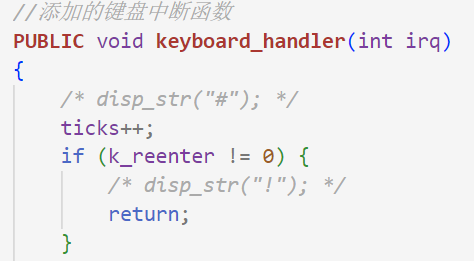 //添加的键盘中断函数
PUBLIC void keyboard_handler(int irq)
{
/* disp_str("#"); */
ticks++;
if (k_reenter != 0) {
/* disp_str("!"); */
return;
}